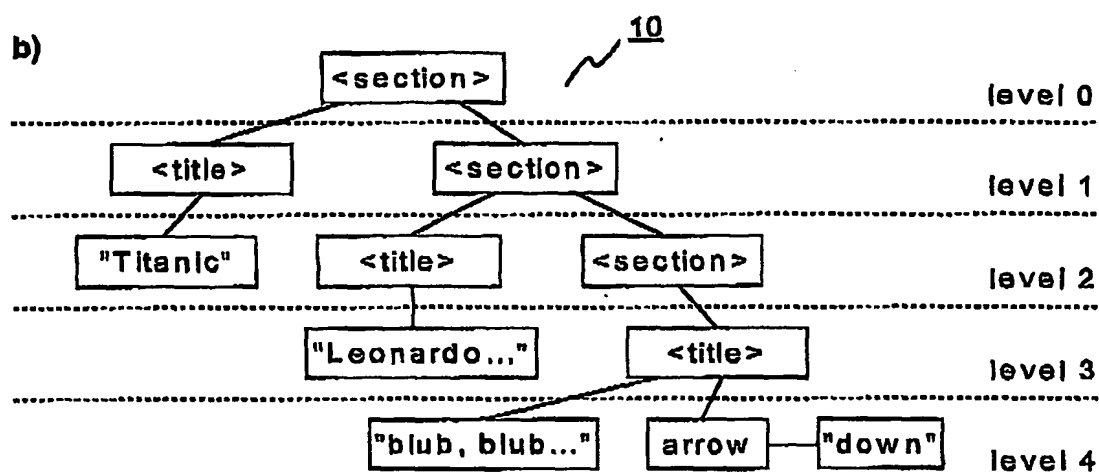 b)
10
<section>
level 0
<title>
<section>
level 1
"Titanic"
<title>
<section>
level 2
"Leonardo..."
<title>
level 3
"blub, blub..."
arrow
"down"
level 4